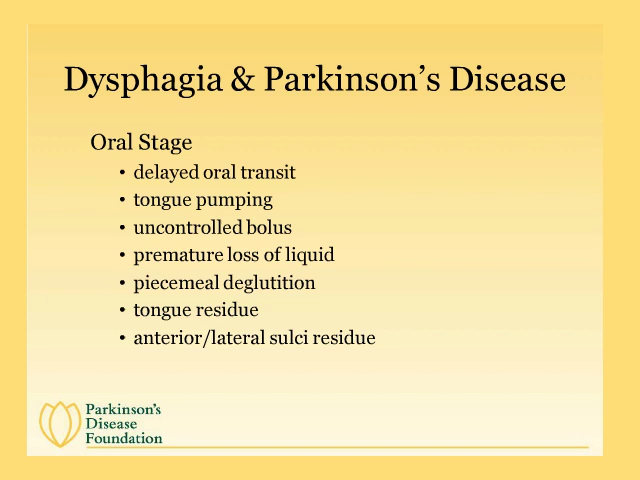 Dysphagia & Parkinson’s Disease
Oral Stage
• delayed oral transit
• tongue pumping
• uncontrolled bolus
• premature loss of liquid
• piecemeal deglutition
• tongue residue
• anterior/lateral sulci residue
Parkinson’s
Disease
Foundation